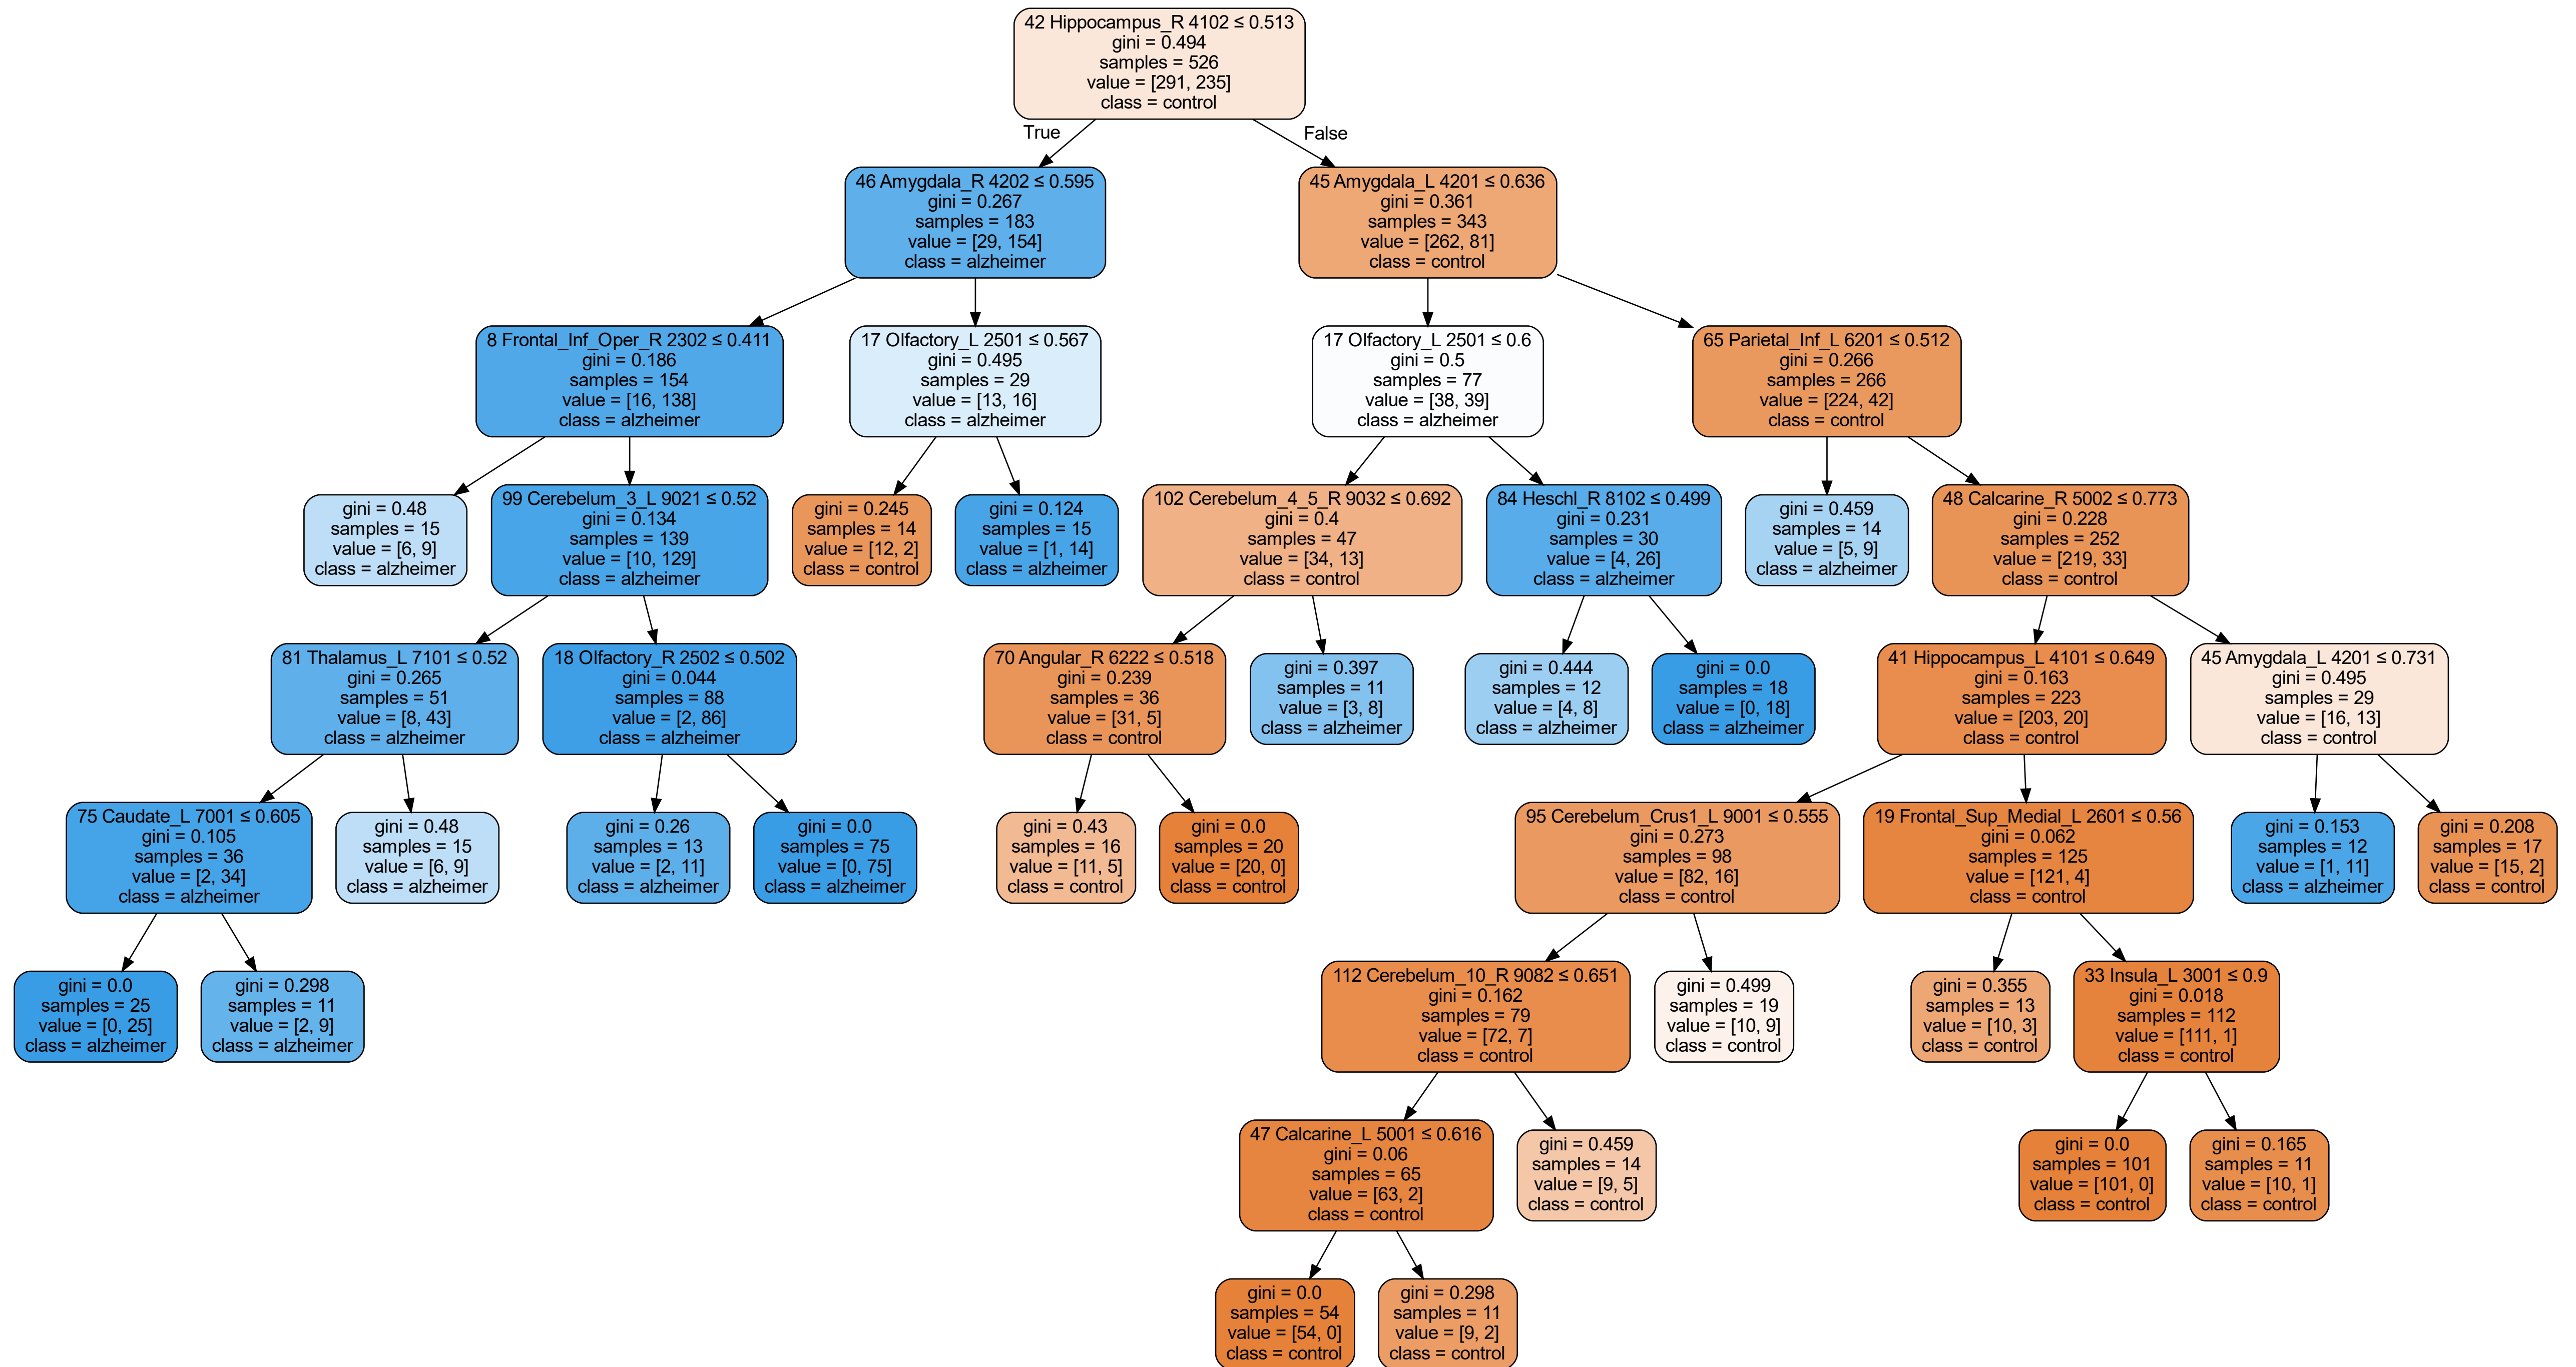 42 Hippocampus_R 4102 ≤ 0.513
gini = 0.494
samples = 526
value = [291, 235]
class = control
True
False
46 Amygdala_R 4202 ≤ 0.595
gini = 0.267
samples = 183
value = [29, 154]
class = alzheimer
45 Amygdala_L 4201 ≤ 0.636
gini = 0.361
samples = 343
value = [262, 81]
class = control
8 Frontal_Inf_Oper_R 2302 ≤ 0.411
gini = 0.186
samples = 154
value = [16, 138]
class = alzheimer
17 Olfactory_L 2501 ≤ 0.567
gini = 0.495
samples = 29
value = [13, 16]
class = alzheimer
17 Olfactory_L 2501 ≤ 0.6
gini = 0.5
samples = 77
value = [38, 39]
class = alzheimer
65 Parietal_Inf_L 6201 ≤ 0.512
gini = 0.266
samples = 266
value = [224, 42]
class = control
gini = 0.48
samples = 15
value = [6, 9]
class = alzheimer
99 Cerebelum_3_L 9021 ≤ 0.52
gini = 0.134
samples = 139
value = [10, 129]
class = alzheimer
gini = 0.245
samples = 14
value = [12, 2]
class = control
gini = 0.124
samples = 15
value = [1, 14]
class = alzheimer
102 Cerebelum_4_5_R 9032 ≤ 0.692
gini = 0.4
samples = 47
value = [34, 13]
class = control
84 Heschl_R 8102 ≤ 0.499
gini = 0.231
samples = 30
value = [4, 26]
class = alzheimer
gini = 0.459
samples = 14
value = [5, 9]
class = alzheimer
48 Calcarine_R 5002 ≤ 0.773
gini = 0.228
samples = 252
value = [219, 33]
class = control
81 Thalamus_L 7101 ≤ 0.52
gini = 0.265
samples = 51
value = [8, 43]
class = alzheimer
18 Olfactory_R 2502 ≤ 0.502
gini = 0.044
samples = 88
value = [2, 86]
class = alzheimer
70 Angular_R 6222 ≤ 0.518
gini = 0.239
samples = 36
value = [31, 5]
class = control
gini = 0.397
samples = 11
value = [3, 8]
class = alzheimer
gini = 0.444
samples = 12
value = [4, 8]
class = alzheimer
gini = 0.0
samples = 18
value = [0, 18]
class = alzheimer
41 Hippocampus_L 4101 ≤ 0.649
gini = 0.163
samples = 223
value = [203, 20]
class = control
45 Amygdala_L 4201 ≤ 0.731
gini = 0.495
samples = 29
value = [16, 13]
class = control
75 Caudate_L 7001 ≤ 0.605
gini = 0.105
samples = 36
value = [2, 34]
class = alzheimer
gini = 0.48
samples = 15
value = [6, 9]
class = alzheimer
gini = 0.26
samples = 13
value = [2, 11]
class = alzheimer
gini = 0.0
samples = 75
value = [0, 75]
class = alzheimer
gini = 0.43
samples = 16
value = [11, 5]
class = control
gini = 0.0
samples = 20
value = [20, 0]
class = control
95 Cerebelum_Crus1_L 9001 ≤ 0.555
gini = 0.273
samples = 98
value = [82, 16]
class = control
19 Frontal_Sup_Medial_L 2601 ≤ 0.56
gini = 0.062
samples = 125
value = [121, 4]
class = control
gini = 0.153
samples = 12
value = [1, 11]
class = alzheimer
gini = 0.208
samples = 17
value = [15, 2]
class = control
gini = 0.0
samples = 25
value = [0, 25]
class = alzheimer
gini = 0.298
samples = 11
value = [2, 9]
class = alzheimer
112 Cerebelum_10_R 9082 ≤ 0.651
gini = 0.162
samples = 79
value = [72, 7]
class = control
gini = 0.499
samples = 19
value = [10, 9]
class = control
gini = 0.355
samples = 13
value = [10, 3]
class = control
33 Insula_L 3001 ≤ 0.9
gini = 0.018
samples = 112
value = [111, 1]
class = control
47 Calcarine_L 5001 ≤ 0.616
gini = 0.06
samples = 65
value = [63, 2]
class = control
gini = 0.459
samples = 14
value = [9, 5]
class = control
gini = 0.0
samples = 101
value = [101, 0]
class = control
gini = 0.165
samples = 11
value = [10, 1]
class = control
gini = 0.0
samples = 54
value = [54, 0]
class = control
gini = 0.298
samples = 11
value = [9, 2]
class = control